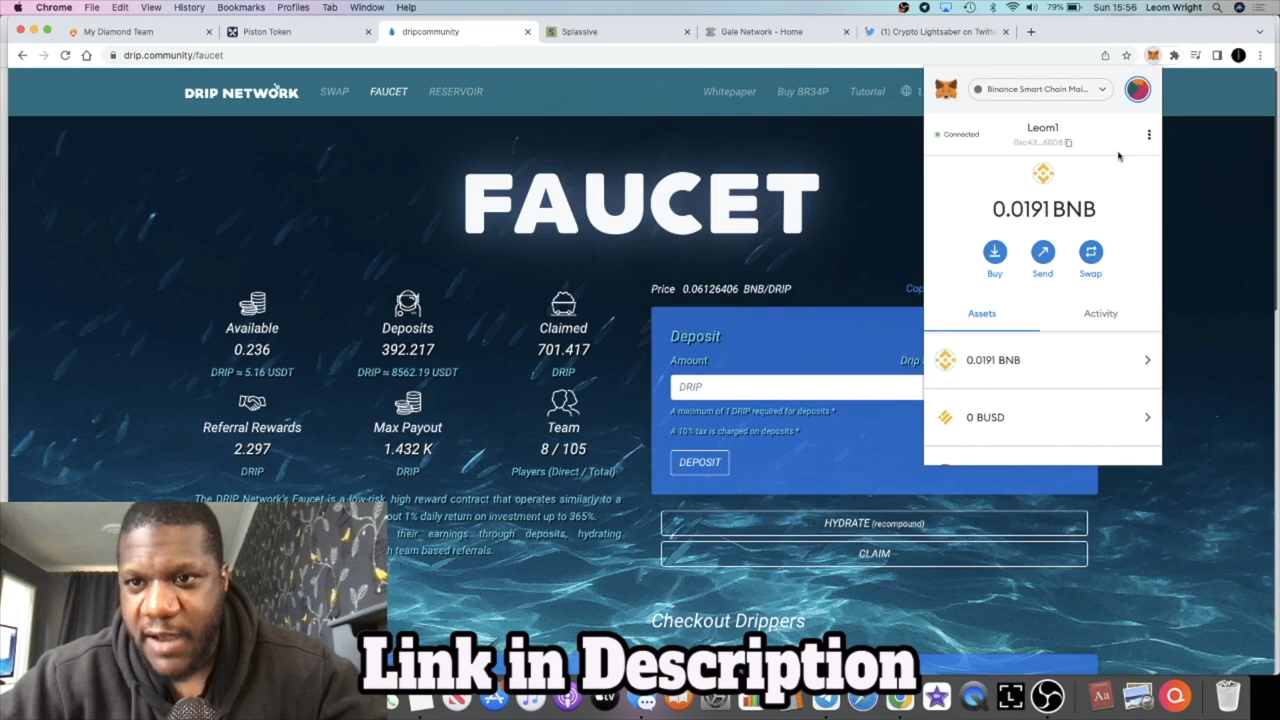 Chrome File Edit View History Bookmarks Profiles Tab Window Help 79% Sun 15:56 Leom Wright
My Diamond Team Piston Token dripcommunity Splassive Gale Network - Home (1) Crypto Lightsaber on Twitt
drip.community/faucet
DRIP NETWORK SWAP FAUCET RESERVOIR Whitepaper Buy BR34P Tutorial
Binance Smart Chain Mai...
Connected
Leom1
0xc43...6BD8
0.0191 BNB
Buy Send Swap
Assets Activity
0.0191 BNB
0 BUSD
FAUCET
Available
0.236
DRIP ≈ 5.16 USDT
Deposits
392.217
DRIP ≈ 8562.19 USDT
Claimed
701.417
DRIP
Referral Rewards
2.297
DRIP
Max Payout
1.432 K
DRIP
Team
8 / 105
Players (Direct / Total)
The DRIP Network's Faucet is a low-risk, high reward contract that operates similarly to a
out 1% daily return on investment up to 365%.
their earnings through deposits, hydrating
team based referrals.
Price 0.06126406 BNB/DRIP
Deposit
Amount Drip
DRIP
A minimum of 1 DRIP required for deposits *
A 10% tax is charged on deposits *
DEPOSIT
HYDRATE (recompound)
CLAIM
Checkout Drippers
Link in Description